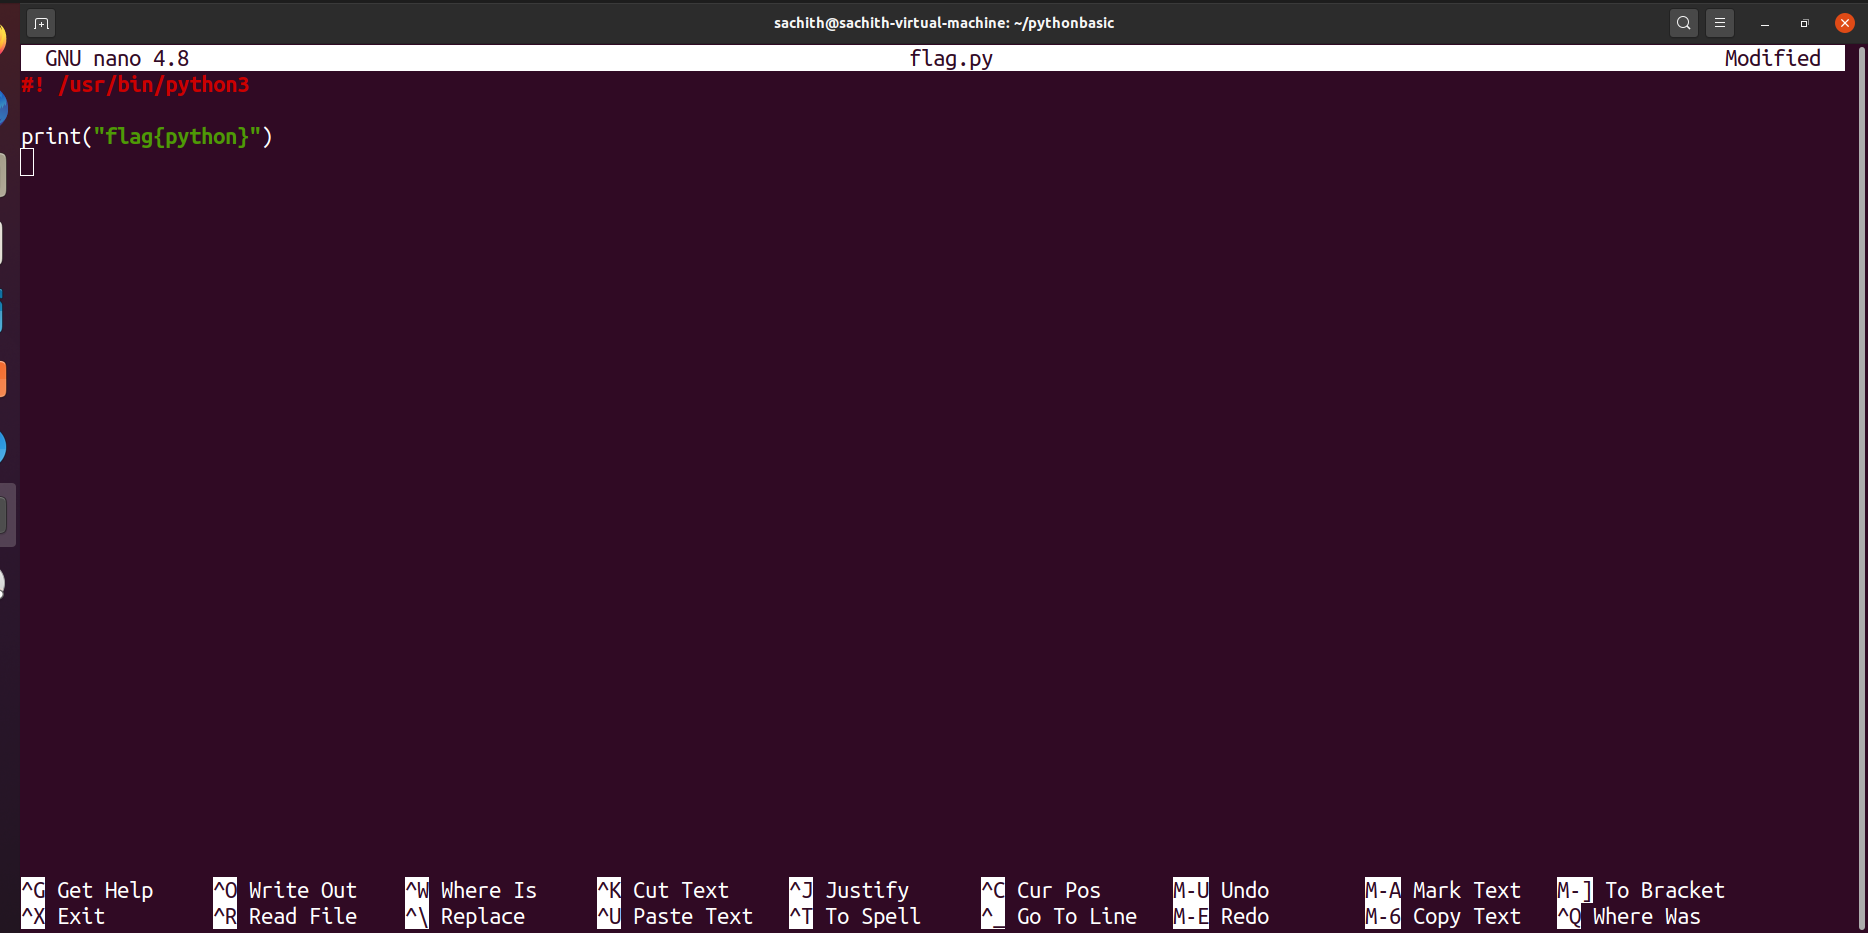 sachith@sachith-virtual-machine: ~/pythonbasic
GNU nano 4.8 flag.py Modified
#! /usr/bin/python3
print("flag{python}")
^G Get Help ^O Write Out ^W Where Is ^K Cut Text ^J Justify ^C Cur Pos M-U Undo M-A Mark Text M-] To Bracket
^X Exit ^R Read File ^\ Replace ^U Paste Text ^T To Spell ^_ Go To Line M-E Redo M-6 Copy Text ^Q Where Was